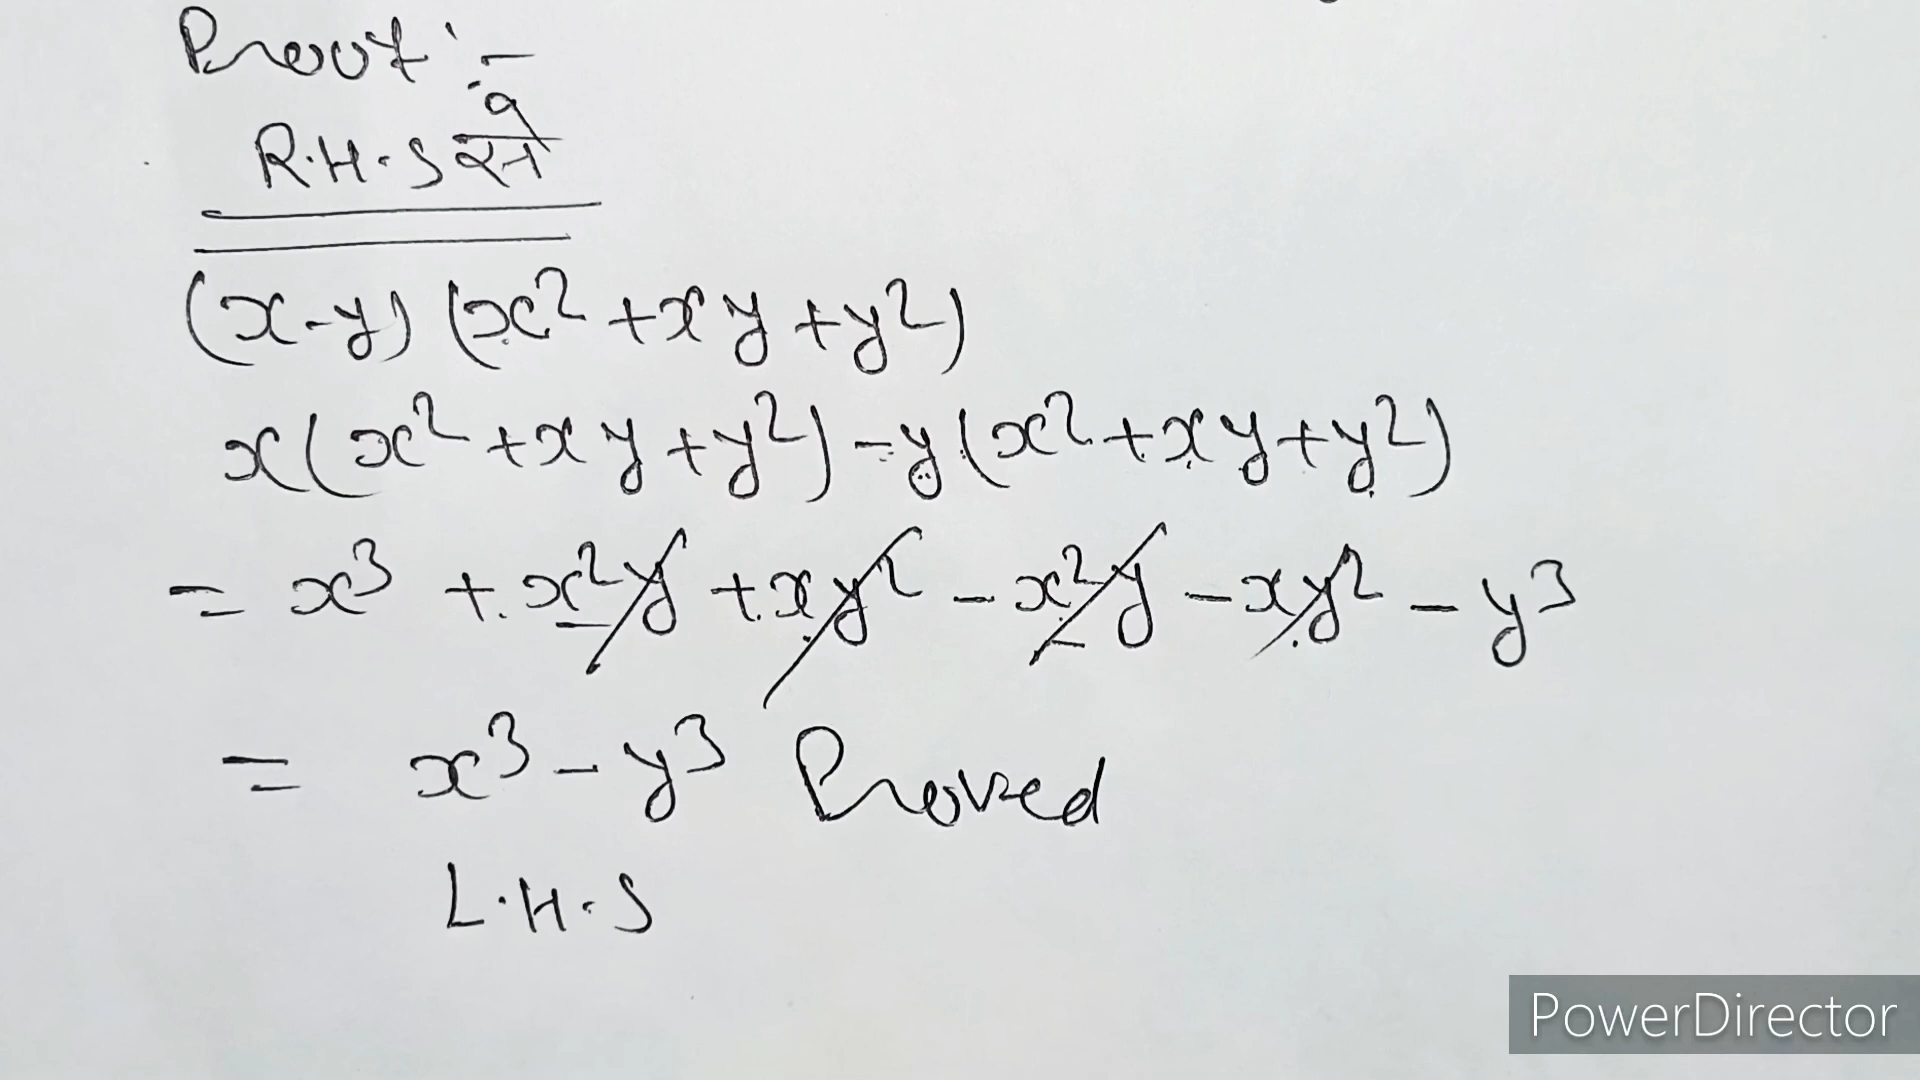 Proof :-
R.H.S से
(x-y) (x²+xy+y²)
x(x²+xy+y²)-y(x²+xy+y²)
= x³ + x²y + xy² - x²y - xy² - y³
= x³ - y³ Proved
L.H.S
PowerDirector